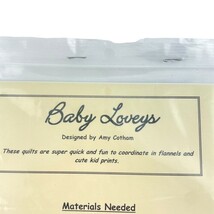 Baby Loveys
Designed by Amy Cotham
These quilts are super quick and fun to coordinate in flannels and
cute kid prints.
Materials Needed